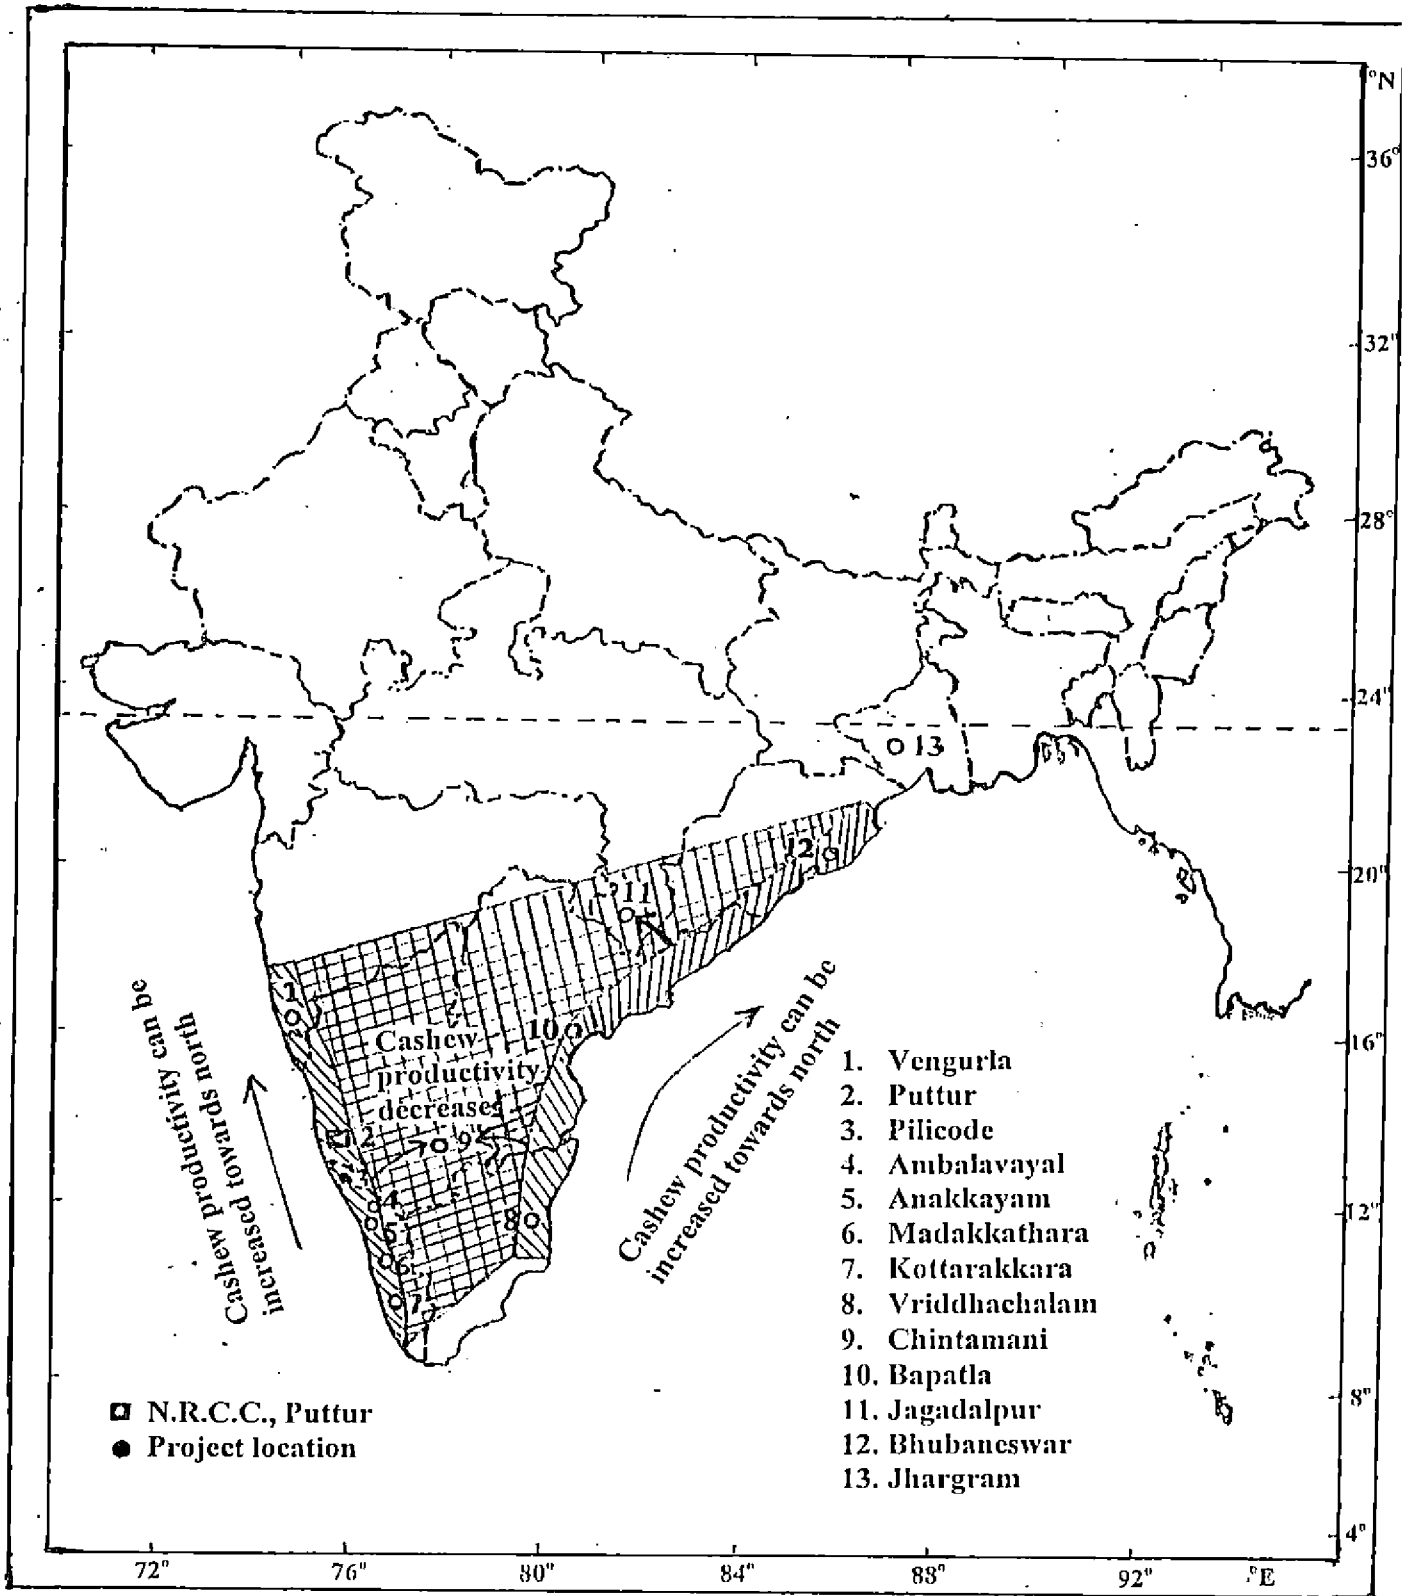 °N
36°
32°
28°
24°
20°
16°
12°
8°
4°
72°
76°
80°
84°
88°
92°
°E
13
12
11
1
10
Cashew
productivity
decreases
2
9
4
5
6
7
8
Cashew productivity can be
increased towards north
Cashew productivity can be
increased towards north
1. Vengurla
2. Puttur
3. Pilicode
4. Ambalavayal
5. Anakkayam
6. Madakkathara
7. Kottarakkara
8. Vriddhachalam
9. Chintamani
10. Bapatla
11. Jagadalpur
12. Bhubaneswar
13. Jhargram
N.R.C.C., Puttur
Project location